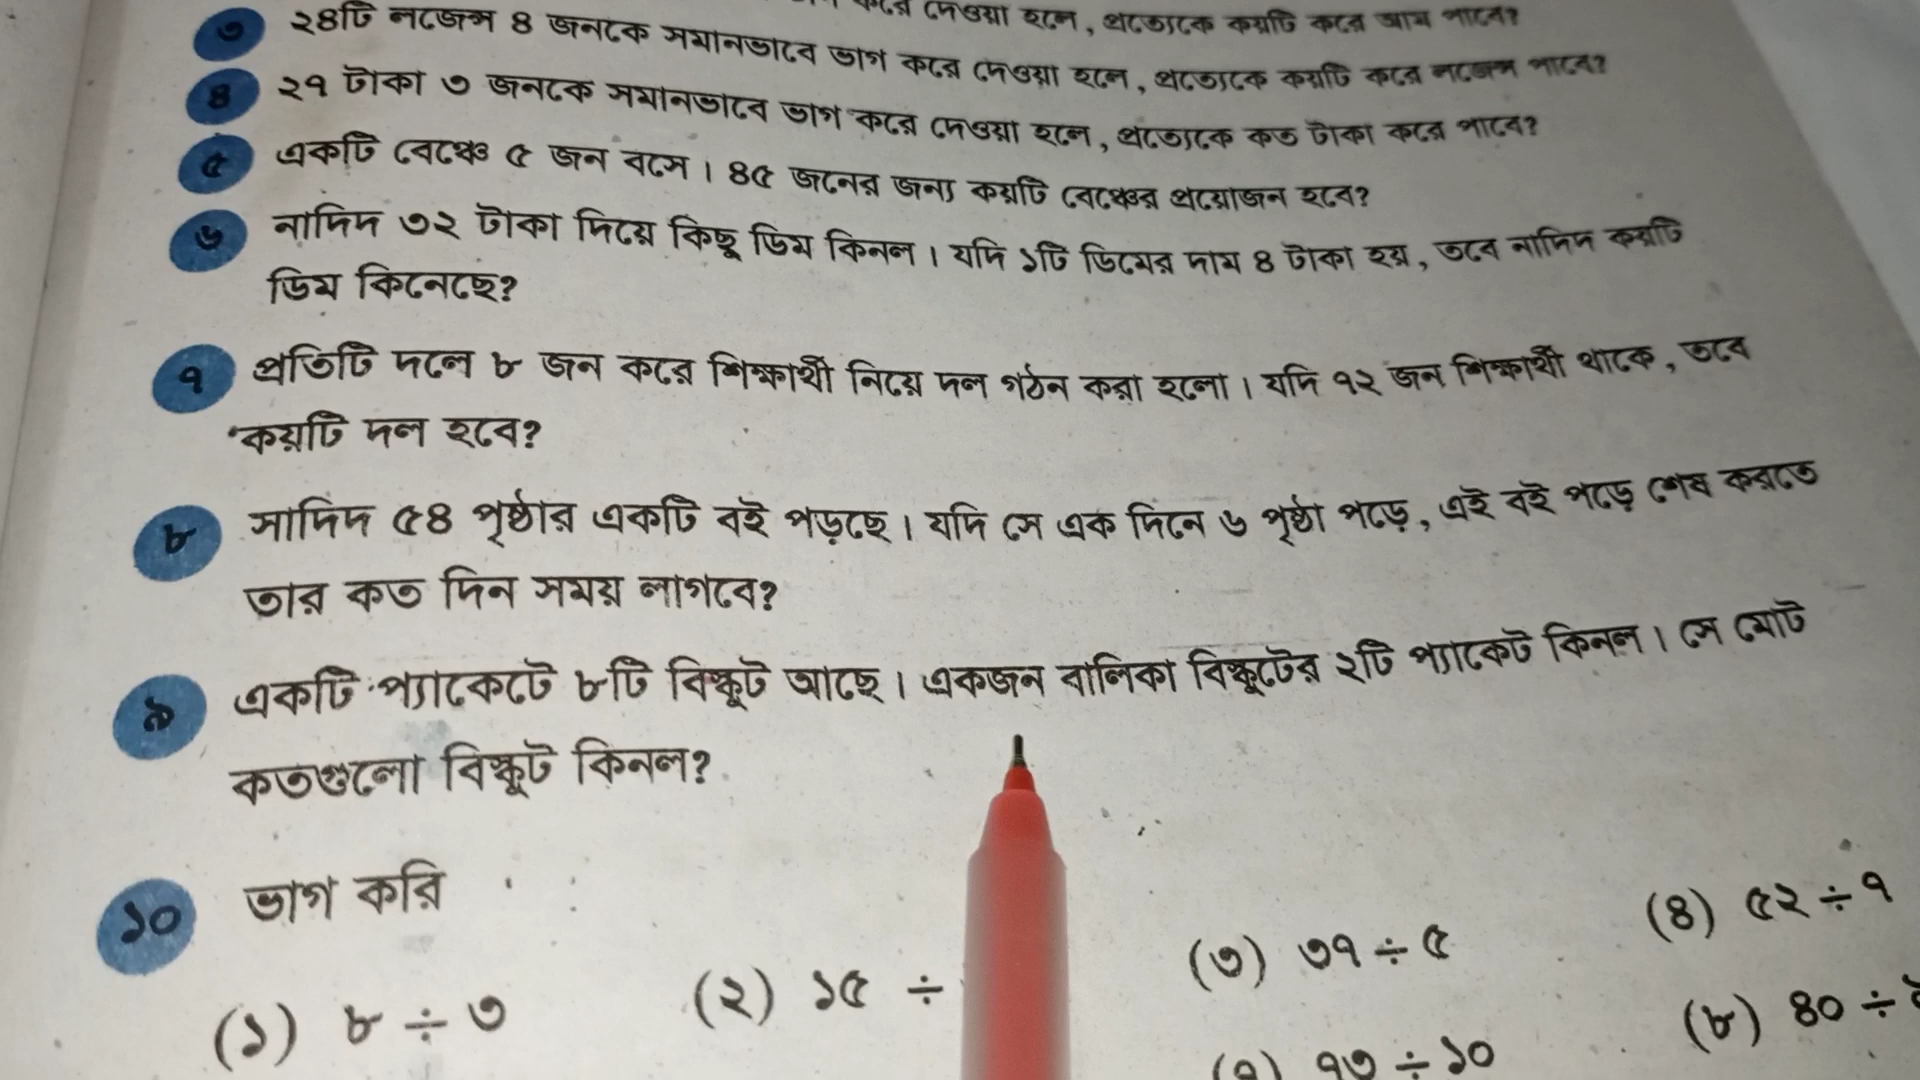 করে দেওয়া হলে, প্রত্যেকে কয়টি করে আম পাবে?
৩ ২৪টি লজেন্স ৪ জনকে সমানভাবে ভাগ করে দেওয়া হলে, প্রত্যেকে কয়টি করে লজেন্স পাবে?
৪ ২৭ টাকা ৩ জনকে সমানভাবে ভাগ করে দেওয়া হলে, প্রত্যেকে কত টাকা করে পাবে?
৫ একটি বেঞ্চে ৫ জন বসে। ৪৫ জনের জন্য কয়টি বেঞ্চের প্রয়োজন হবে?
৬ নাদিদ ৩২ টাকা দিয়ে কিছু ডিম কিনল। যদি ১টি ডিমের দাম ৪ টাকা হয়, তবে নাদিদ কয়টি
ডিম কিনেছে?
৭ প্রতিটি দলে ৮ জন করে শিক্ষার্থী নিয়ে দল গঠন করা হলো। যদি ৭২ জন শিক্ষার্থী থাকে, তবে
কয়টি দল হবে?
৮ সাদিদ ৫৪ পৃষ্ঠার একটি বই পড়ছে। যদি সে এক দিনে ৬ পৃষ্ঠা পড়ে, এই বই পড়ে শেষ করতে
তার কত দিন সময় লাগবে?
৯ একটি প্যাকেটে ৮টি বিস্কুট আছে। একজন বালিকা বিস্কুটের ২টি প্যাকেট কিনল। সে মোট
কতগুলো বিস্কুট কিনল?
১০ ভাগ করি
(১) ৮ ÷ ৩ (২) ১৫ ÷ (৩) ৩৭ ÷ ৫ (৪) ৫২ ÷ ৭
(৭) ৭৩ ÷ ১০ (৮) ৪০ ÷